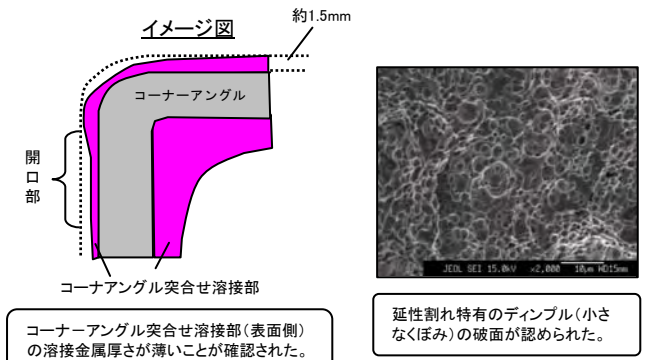 イメージ図
約1.5mm
コーナーアングル
開口部
コーナアングル突合せ溶接部
コーナーアングル突合せ溶接部(表面側)
の溶接金属厚さが薄いことが確認された。
JEOL SEI 15.0kV ×2,000 10μm WD15mm
延性割れ特有のディンプル(小さ
なくぼみ)の破面が認められた。